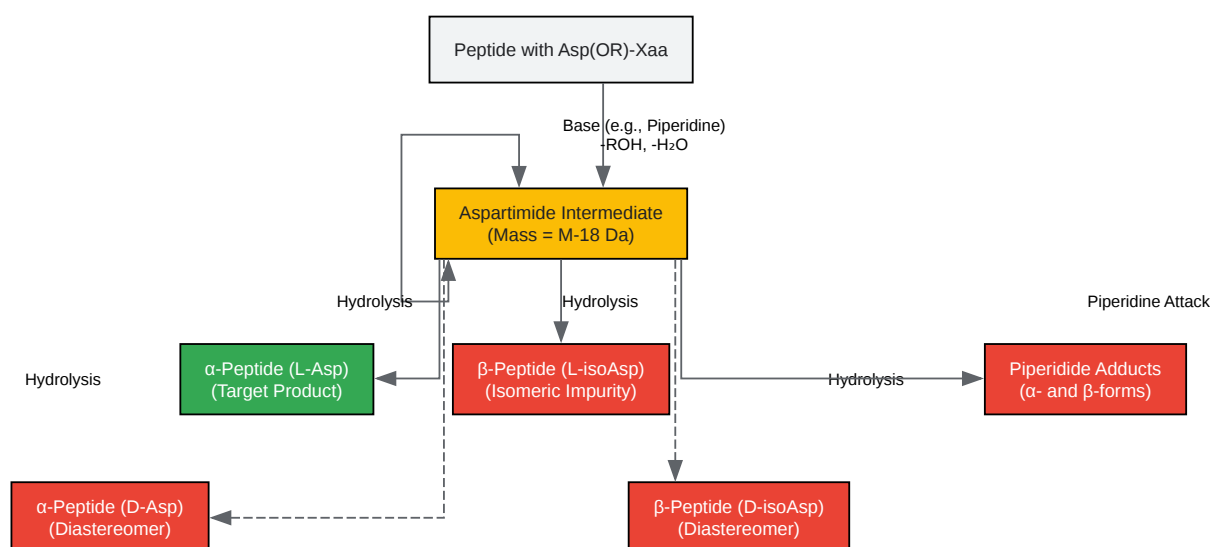 Peptide with Asp(OR)-Xaa
Base (e.g., Piperidine)
-ROH, -H₂O
Aspartimide Intermediate
(Mass = M-18 Da)
Hydrolysis
Hydrolysis
Piperidine Attack
Hydrolysis
α-Peptide (L-Asp)
(Target Product)
β-Peptide (L-isoAsp)
(Isomeric Impurity)
Hydrolysis
Piperidide Adducts
(α- and β-forms)
α-Peptide (D-Asp)
(Diastereomer)
β-Peptide (D-isoAsp)
(Diastereomer)